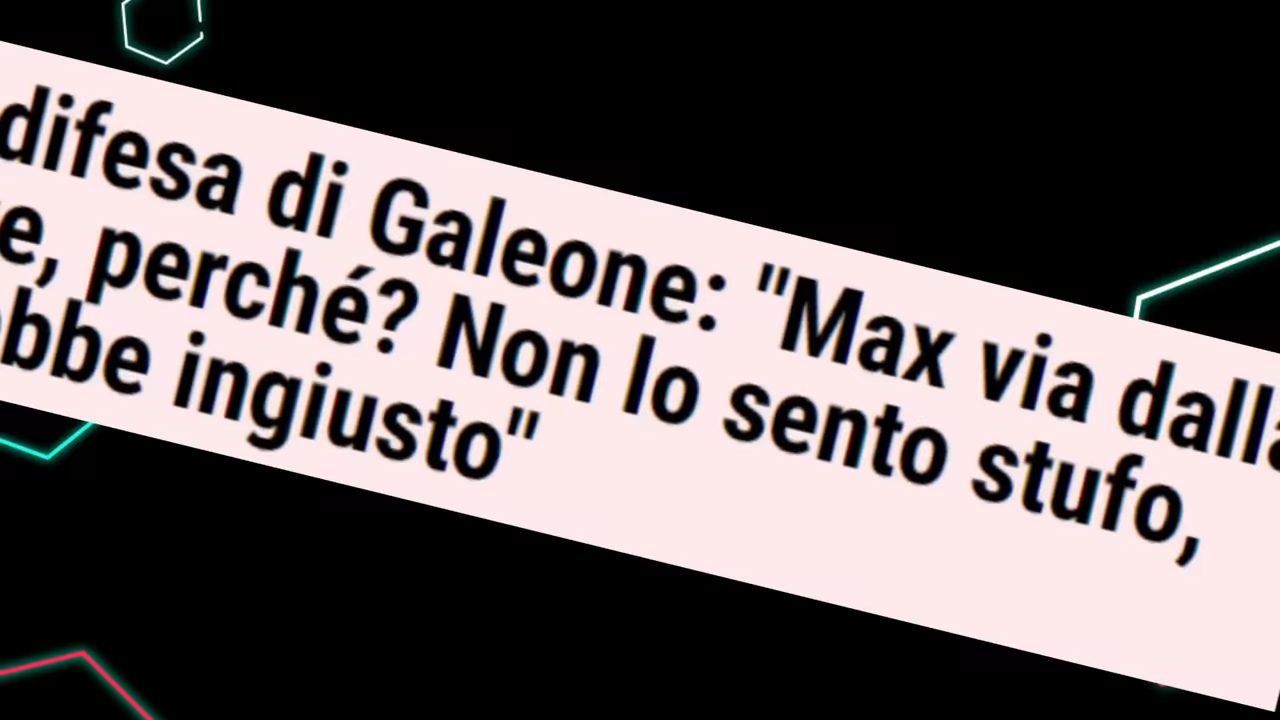 difesa di Galeone: "Max via dalla
e, perché? Non lo sento stufo,
bbe ingiusto"